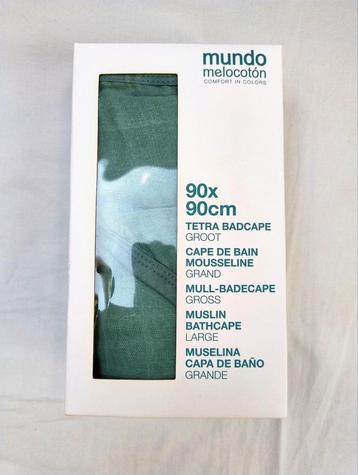 mundo
melocotón
COMFORT IN COLORS
90x
90cm
TETRA BADCAPE
GROOT
CAPE DE BAIN
MOUSSELINE
GRAND
MULL-BADECAPE
GROSS
MUSLIN
BATHCAPE
LARGE
MUSELINA
CAPA DE BAÑO
GRANDE